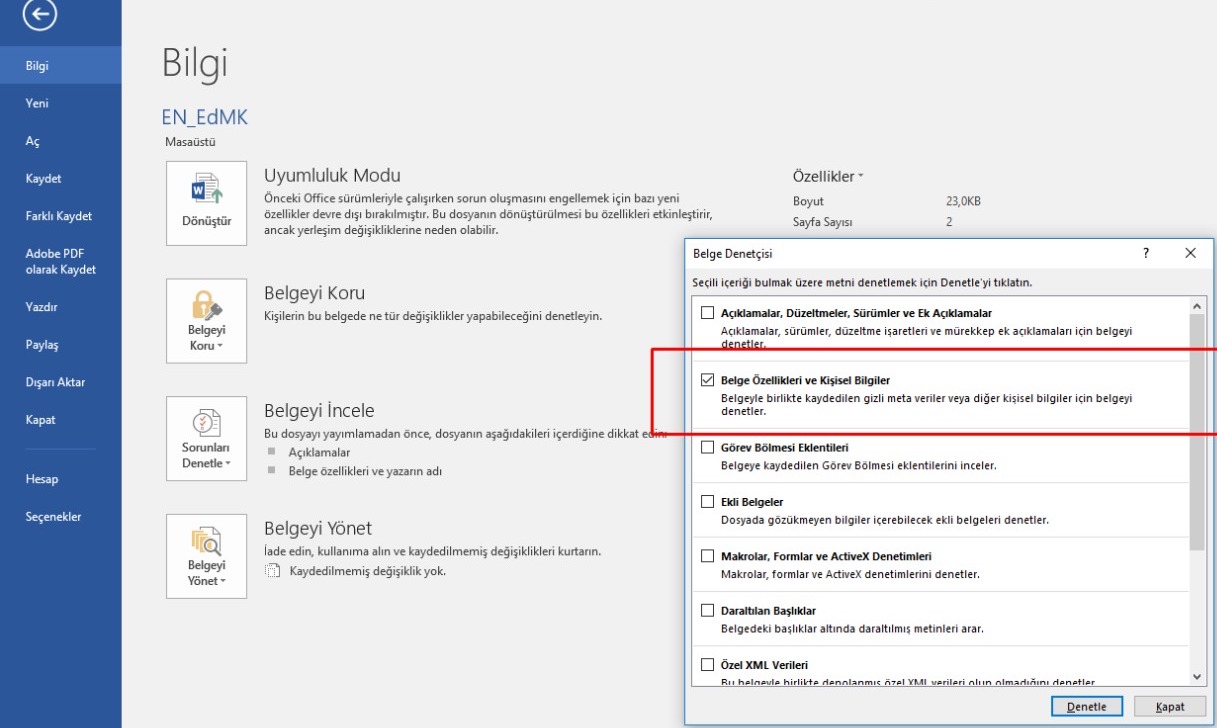 Bilgi
Yeni
Aç
Kaydet
Farklı Kaydet
Adobe PDF
olarak Kaydet
Yazdır
Paylaş
Dışarı Aktar
Kapat
Hesap
Seçenekler
Bilgi
EN_EdMK
Masaüstü
Dönüştür
Uyumluluk Modu
Önceki Office sürümleriyle çalışırken sorun oluşmasını engellemek için bazı yeni
özellikler devre dışı bırakılmıştır. Bu dosyanın dönüştürülmesi bu özellikleri etkinleştirir,
ancak yerleşim değişikliklerine neden olabilir.
Belgeyi
Koru
Belgeyi Koru
Kişilerin bu belgede ne tür değişiklikler yapabileceğini denetleyin.
Sorunları
Denetle
Belgeyi İncele
Bu dosyayı yayımlamadan önce, dosyanın aşağıdakileri içerdiğine dikkat edin:
Açıklamalar
Belge özellikleri ve yazarın adı
Belgeyi
Yönet
Belgeyi Yönet
İade edin, kullanıma alın ve kaydedilmemiş değişiklikleri kurtarın.
Kaydedilmemiş değişiklik yok.
Özellikler
Boyut 23,0KB
Sayfa Sayısı 2
Belge Denetçisi ?
Seçili içeriği bulmak üzere metni denetlemek için Denetle'yi tıklatın.
Açıklamalar, Düzeltmeler, Sürümler ve Ek Açıklamalar
Açıklamalar, sürümler, düzeltme işaretleri ve mürekkep ek açıklamaları için belgeyi
denetler.
Belge Özellikleri ve Kişisel Bilgiler
Belgeyle birlikte kaydedilen gizli meta veriler veya diğer kişisel bilgiler için belgeyi
denetler.
Görev Bölmesi Eklentileri
Belgeye kaydedilen Görev Bölmesi eklentilerini inceler.
Ekli Belgeler
Dosyada gözükmeyen bilgiler içerebilecek ekli belgeleri denetler.
Makrolar, Formlar ve ActiveX Denetimleri
Makrolar, formlar ve ActiveX denetimlerini denetler.
Daraltılan Başlıklar
Belgedeki başlıklar altında daraltılmış metinleri arar.
Özel XML Verileri
Bu belgeyle birlikte depolanmış özel XML verileri olup olmadığını denetler
Denetle
Kapat